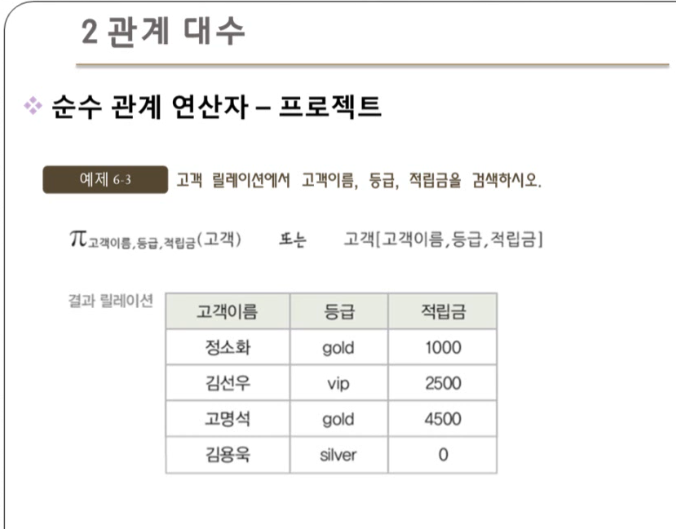 2 관계 대수
순수 관계 연산자 – 프로젝트
예제 6-3 고객 릴레이션에서 고객이름, 등급, 적립금을 검색하시오.
π고객이름,등급,적립금(고객) 또는 고객[고객이름,등급,적립금]
결과 릴레이션
고객이름 등급 적립금
정소화 gold 1000
김선우 vip 2500
고명석 gold 4500
김용욱 silver 0